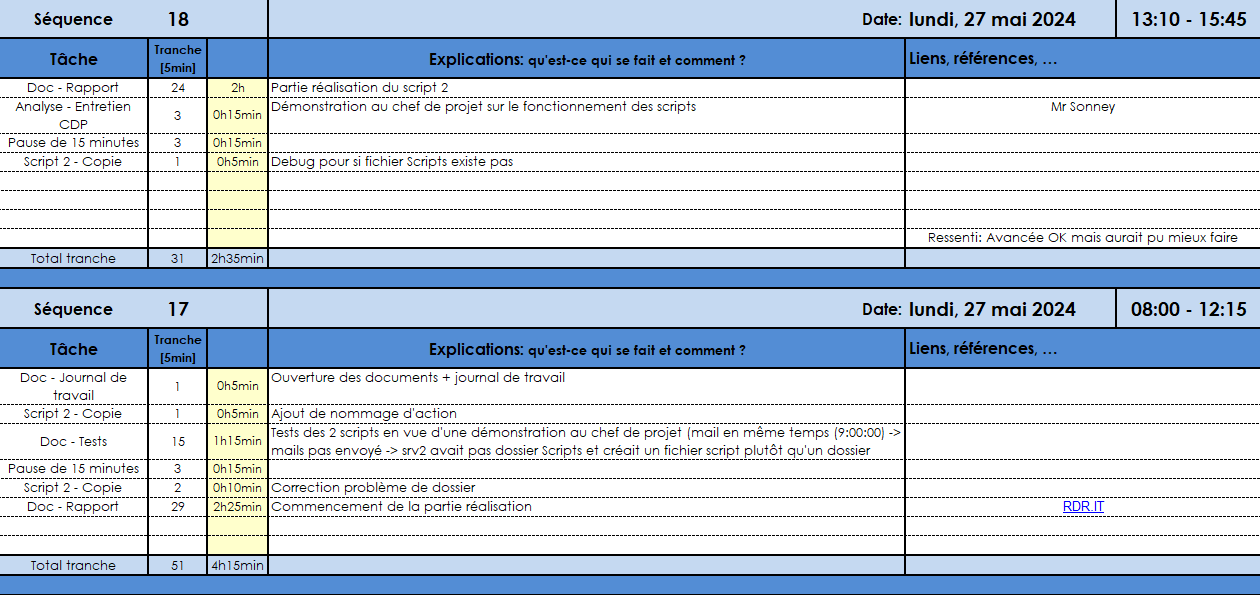 Séquence 18 Date: lundi, 27 mai 2024 13:10 - 15:45
Tâche Tranche [5min] Explications: qu'est-ce qui se fait et comment ? Liens, références, …
Doc - Rapport 24 2h Partie réalisation du script 2
Analyse - Entretien CDP 3 0h15min Démonstration au chef de projet sur le fonctionnement des scripts Mr Sonney
Pause de 15 minutes 3 0h15min
Script 2 - Copie 1 0h5min Debug pour si fichier Scripts existe pas
Ressenti: Avancée OK mais aurait pu mieux faire
Total tranche 31 2h35min
Séquence 17 Date: lundi, 27 mai 2024 08:00 - 12:15
Tâche Tranche [5min] Explications: qu'est-ce qui se fait et comment ? Liens, références, …
Doc - Journal de travail 1 0h5min Ouverture des documents + journal de travail
Script 2 - Copie 1 0h5min Ajout de nommage d'action
Doc - Tests 15 1h15min Tests des 2 scripts en vue d'une démonstration au chef de projet (mail en même temps (9:00:00) ->
mails pas envoyé -> srv2 avait pas dossier Scripts et créait un fichier script plutôt qu'un dossier
Pause de 15 minutes 3 0h15min
Script 2 - Copie 2 0h10min Correction problème de dossier
Doc - Rapport 29 2h25min Commencement de la partie réalisation RDR.IT
Total tranche 51 4h15min